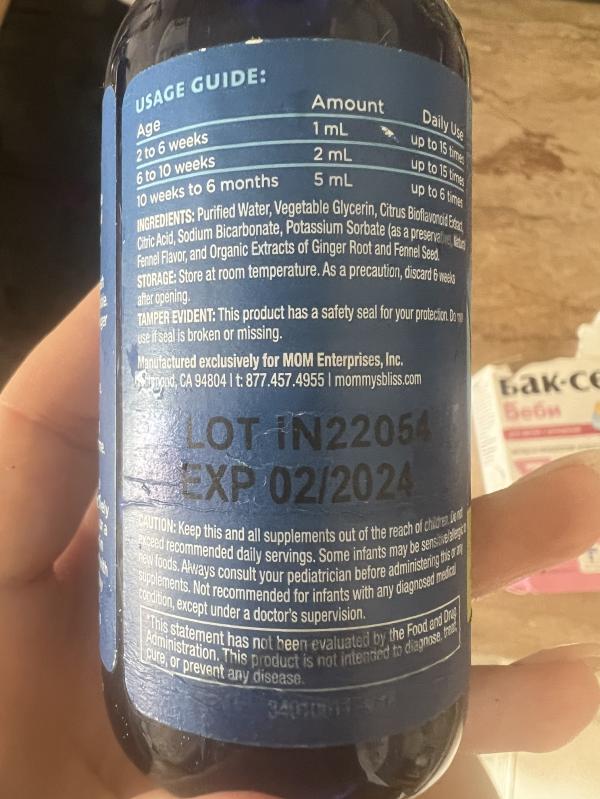 USAGE GUIDE:
Age Amount Daily Use
2 to 6 weeks 1 mL up to 15 times
6 to 10 weeks 2 mL up to 15 times
10 weeks to 6 months 5 mL up to 6 times
INGREDIENTS: Purified Water, Vegetable Glycerin, Citrus Bioflavonoid Extract,
Citric Acid, Sodium Bicarbonate, Potassium Sorbate (as a preservative), Natural
Fennel Flavor, and Organic Extracts of Ginger Root and Fennel Seed.
STORAGE: Store at room temperature. As a precaution, discard 6 weeks
after opening.
TAMPER EVIDENT: This product has a safety seal for your protection. Do not
use if seal is broken or missing.
Manufactured exclusively for MOM Enterprises, Inc.
Richmond, CA 94804 | t: 877.457.4955 | mommysbliss.com
LOT IN22054
EXP 02/2024
CAUTION: Keep this and all supplements out of the reach of children. Do not
exceed recommended daily servings. Some infants may be sensitive/allergic to
new foods. Always consult your pediatrician before administering this or any
supplements. Not recommended for infants with any diagnosed medical
condition, except under a doctor's supervision.
*This statement has not been evaluated by the Food and Drug
Administration. This product is not intended to diagnose, treat,
cure, or prevent any disease.
Бак-се
Беби